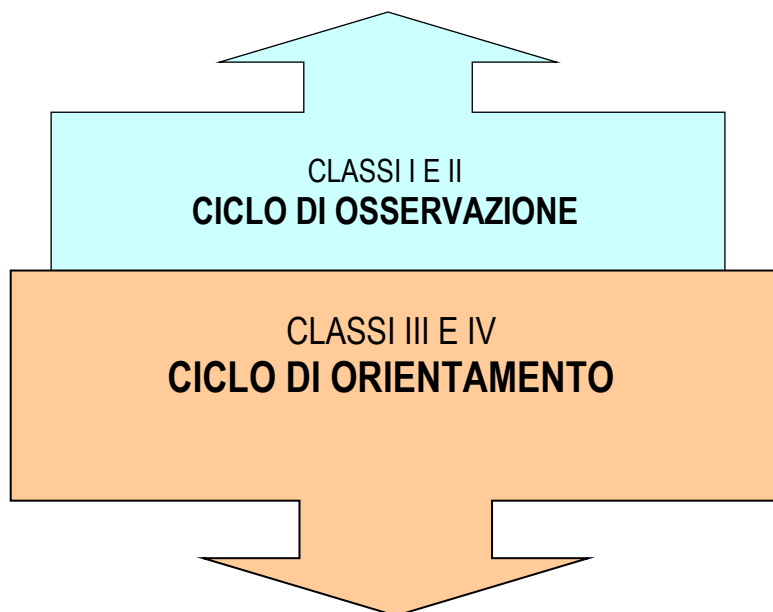 CLASSI I E II
CICLO DI OSSERVAZIONE
CLASSI III E IV
CICLO DI ORIENTAMENTO